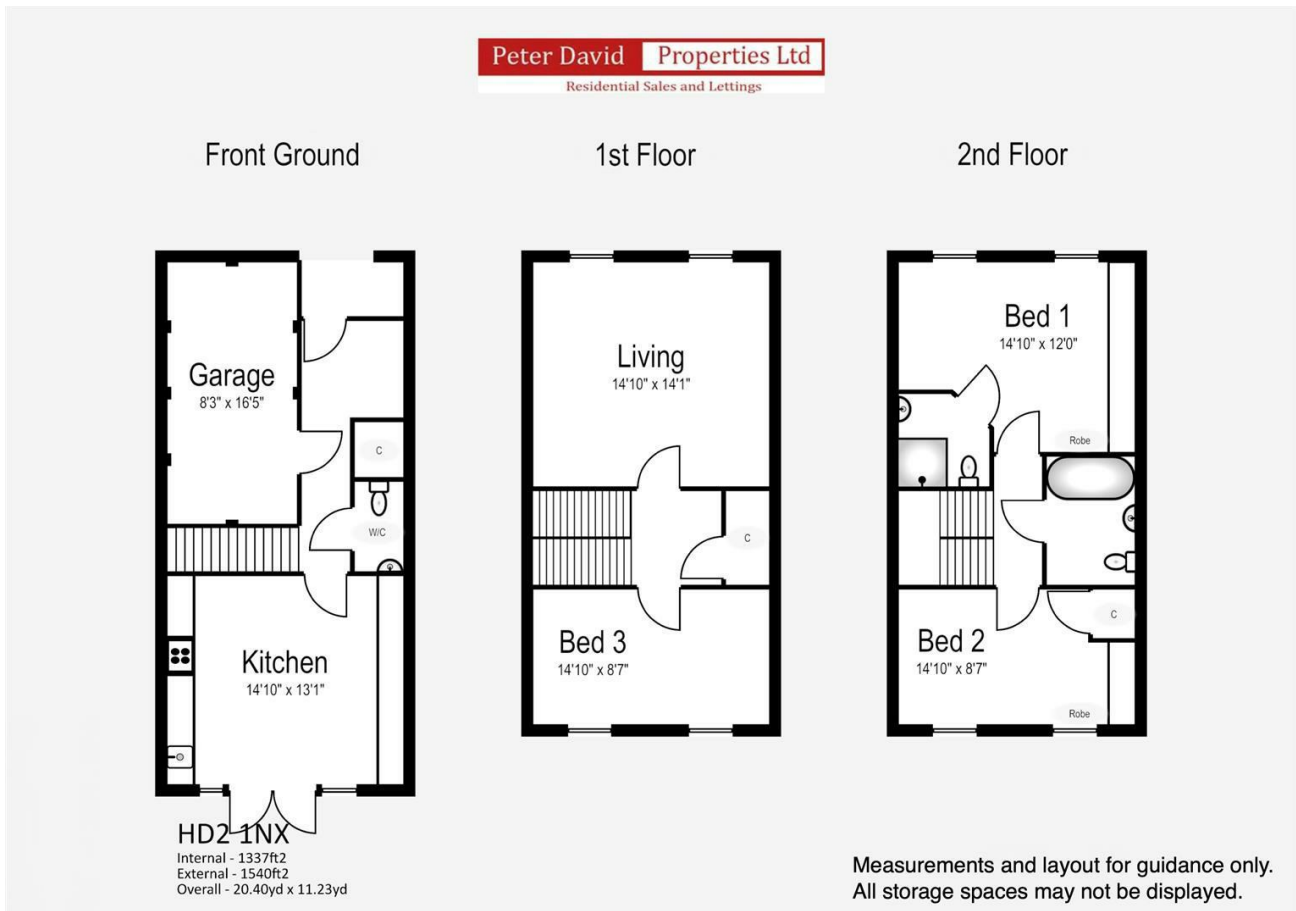 Peter David Properties Ltd
Residential Sales and Lettings
Front Ground
1st Floor
2nd Floor
Garage
8'3" x 16'5"
C
W/C
Kitchen
14'10" x 13'1"
Living
14'10" x 14'1"
C
Bed 3
14'10" x 8'7"
Bed 1
14'10" x 12'0"
Robe
Bed 2
14'10" x 8'7"
C
Robe
HD2 1NX
Internal - 1337ft2
External - 1540ft2
Overall - 20.40yd x 11.23yd
Measurements and layout for guidance only.
All storage spaces may not be displayed.